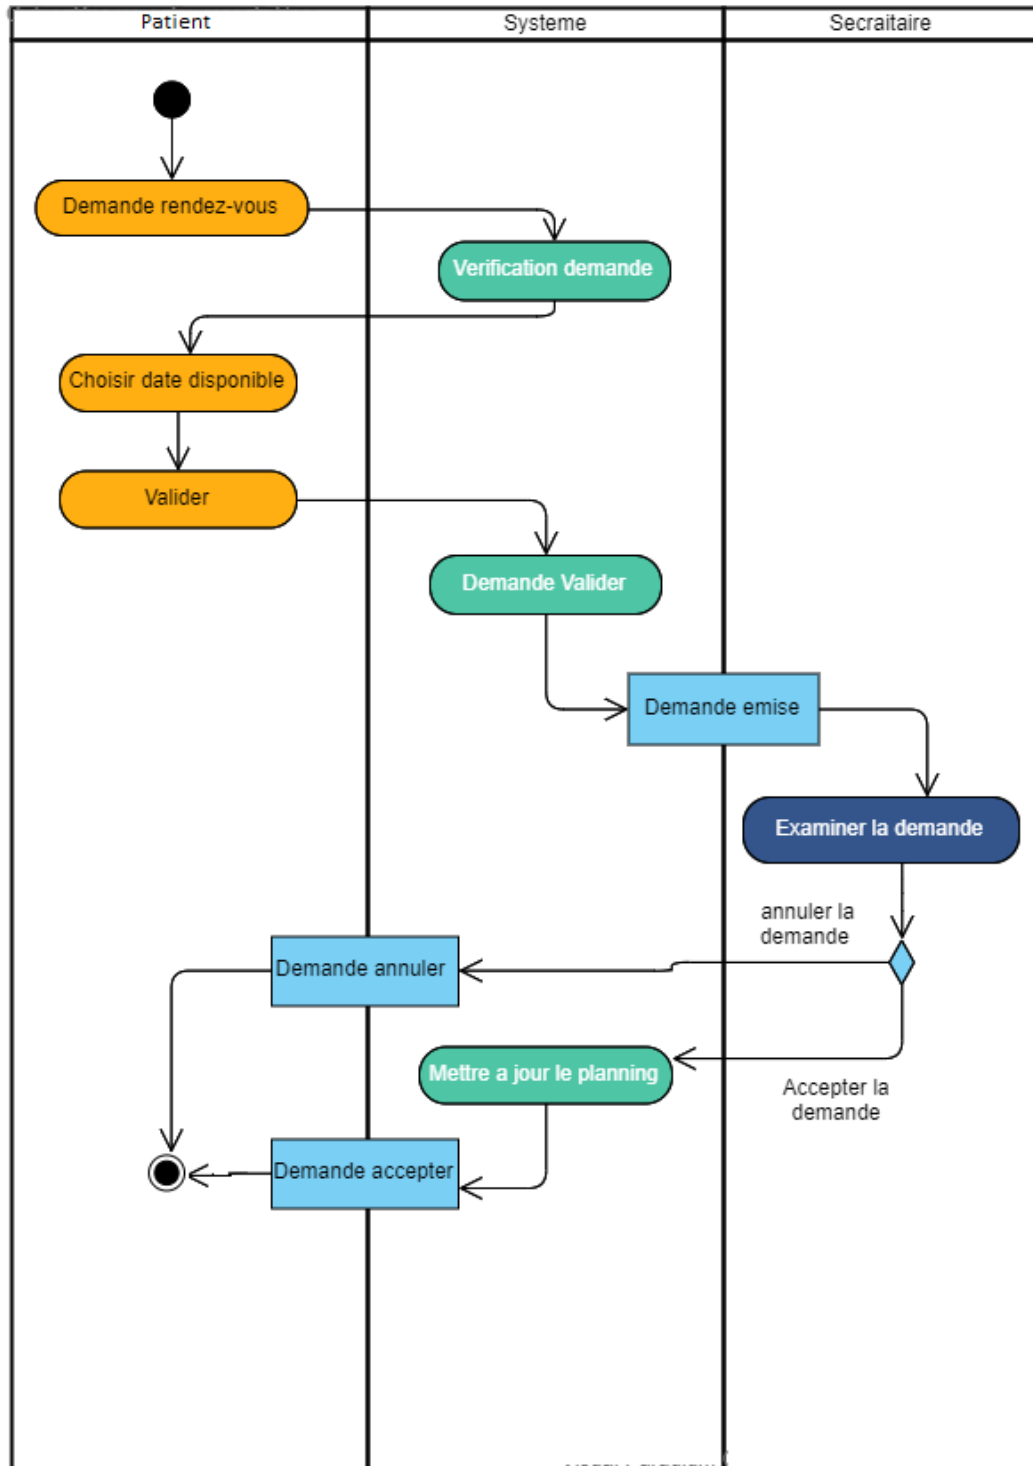 Patient
Systeme
Secraitaire
Demande rendez-vous
Verification demande
Choisir date disponible
Valider
Demande Valider
Demande emise
Examiner la demande
annuler la
demande
Demande annuler
Mettre a jour le planning
Accepter la
demande
Demande accepter